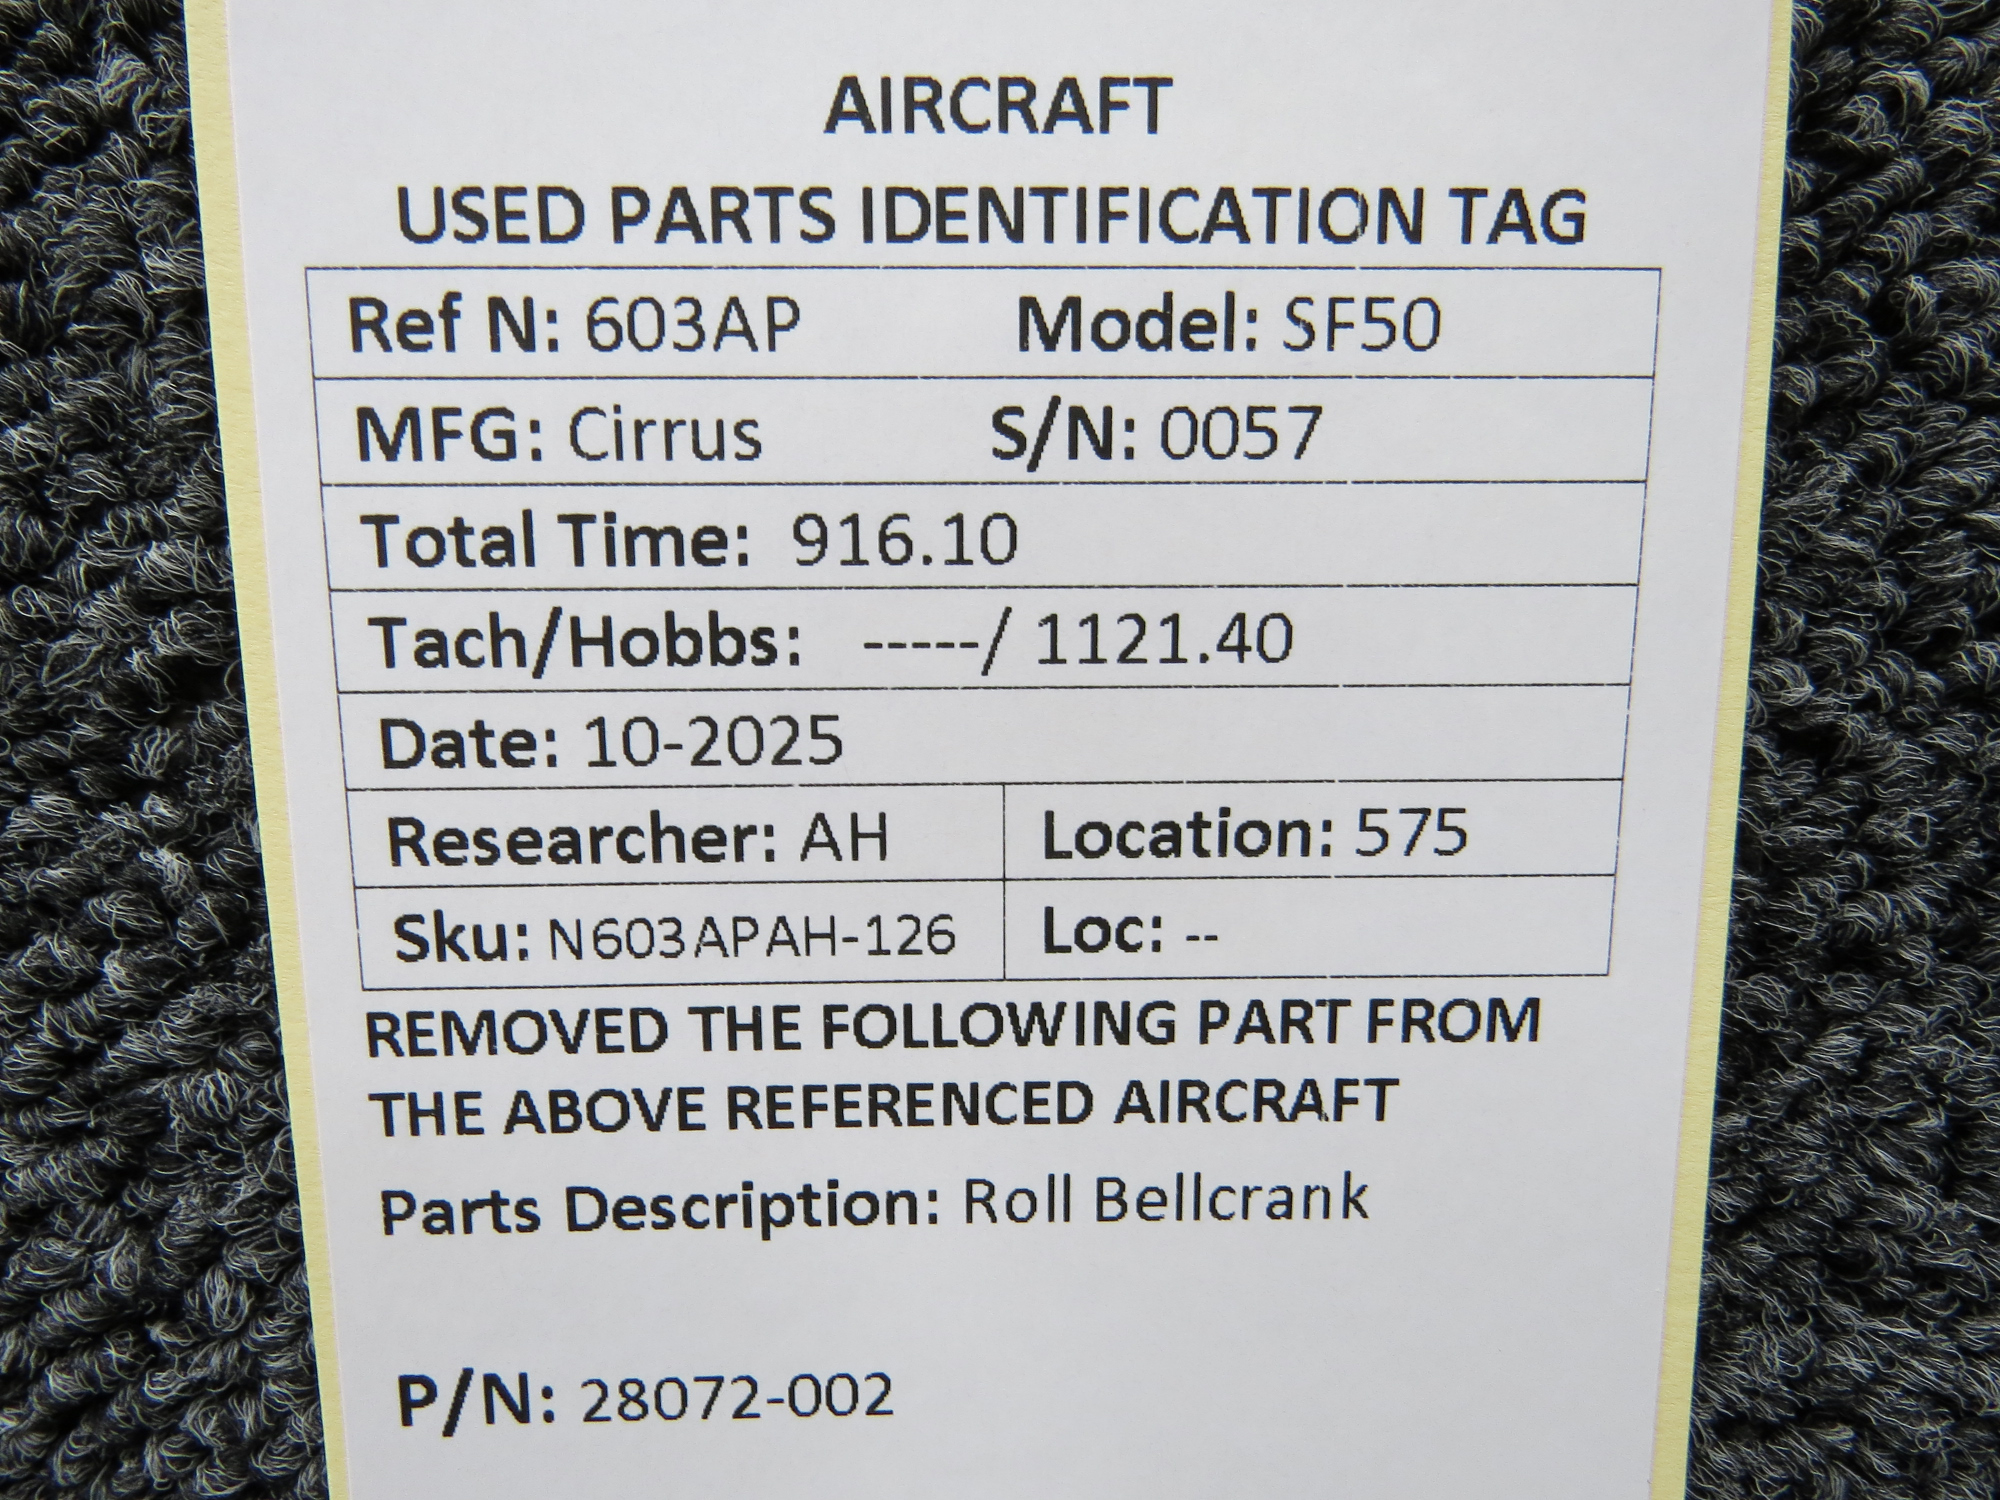 AIRCRAFT
USED PARTS IDENTIFICATION TAG
Ref N: 603AP Model: SF50
MFG: Cirrus S/N: 0057
Total Time: 916.10
Tach/Hobbs: -----/ 1121.40
Date: 10-2025
Researcher: AH Location: 575
Sku: N603APAH-126 Loc: --
REMOVED THE FOLLOWING PART FROM
THE ABOVE REFERENCED AIRCRAFT
Parts Description: Roll Bellcrank
P/N: 28072-002